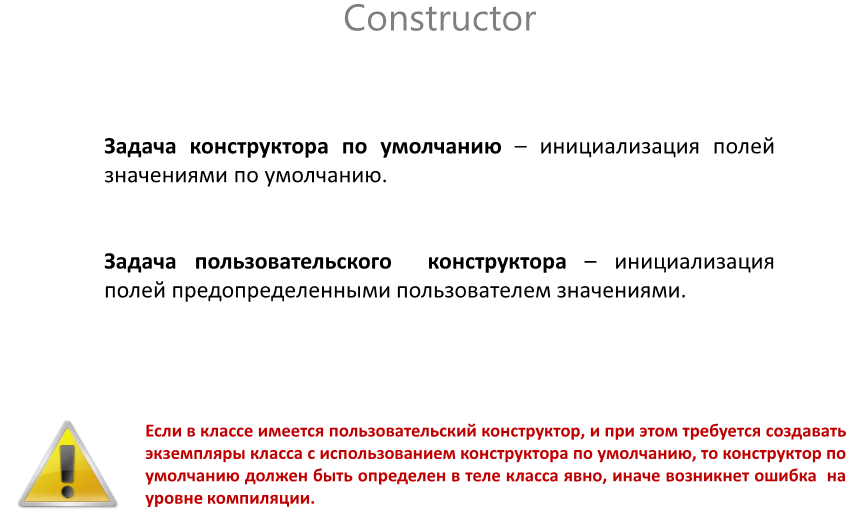 Constructor
Задача конструктора по умолчанию – инициализация полей
значениями по умолчанию.
Задача пользовательского конструктора – инициализация
полей предопределенными пользователем значениями.
Если в классе имеется пользовательский конструктор, и при этом требуется создавать
экземпляры класса с использованием конструктора по умолчанию, то конструктор по
умолчанию должен быть определен в теле класса явно, иначе возникнет ошибка на
уровне компиляции.